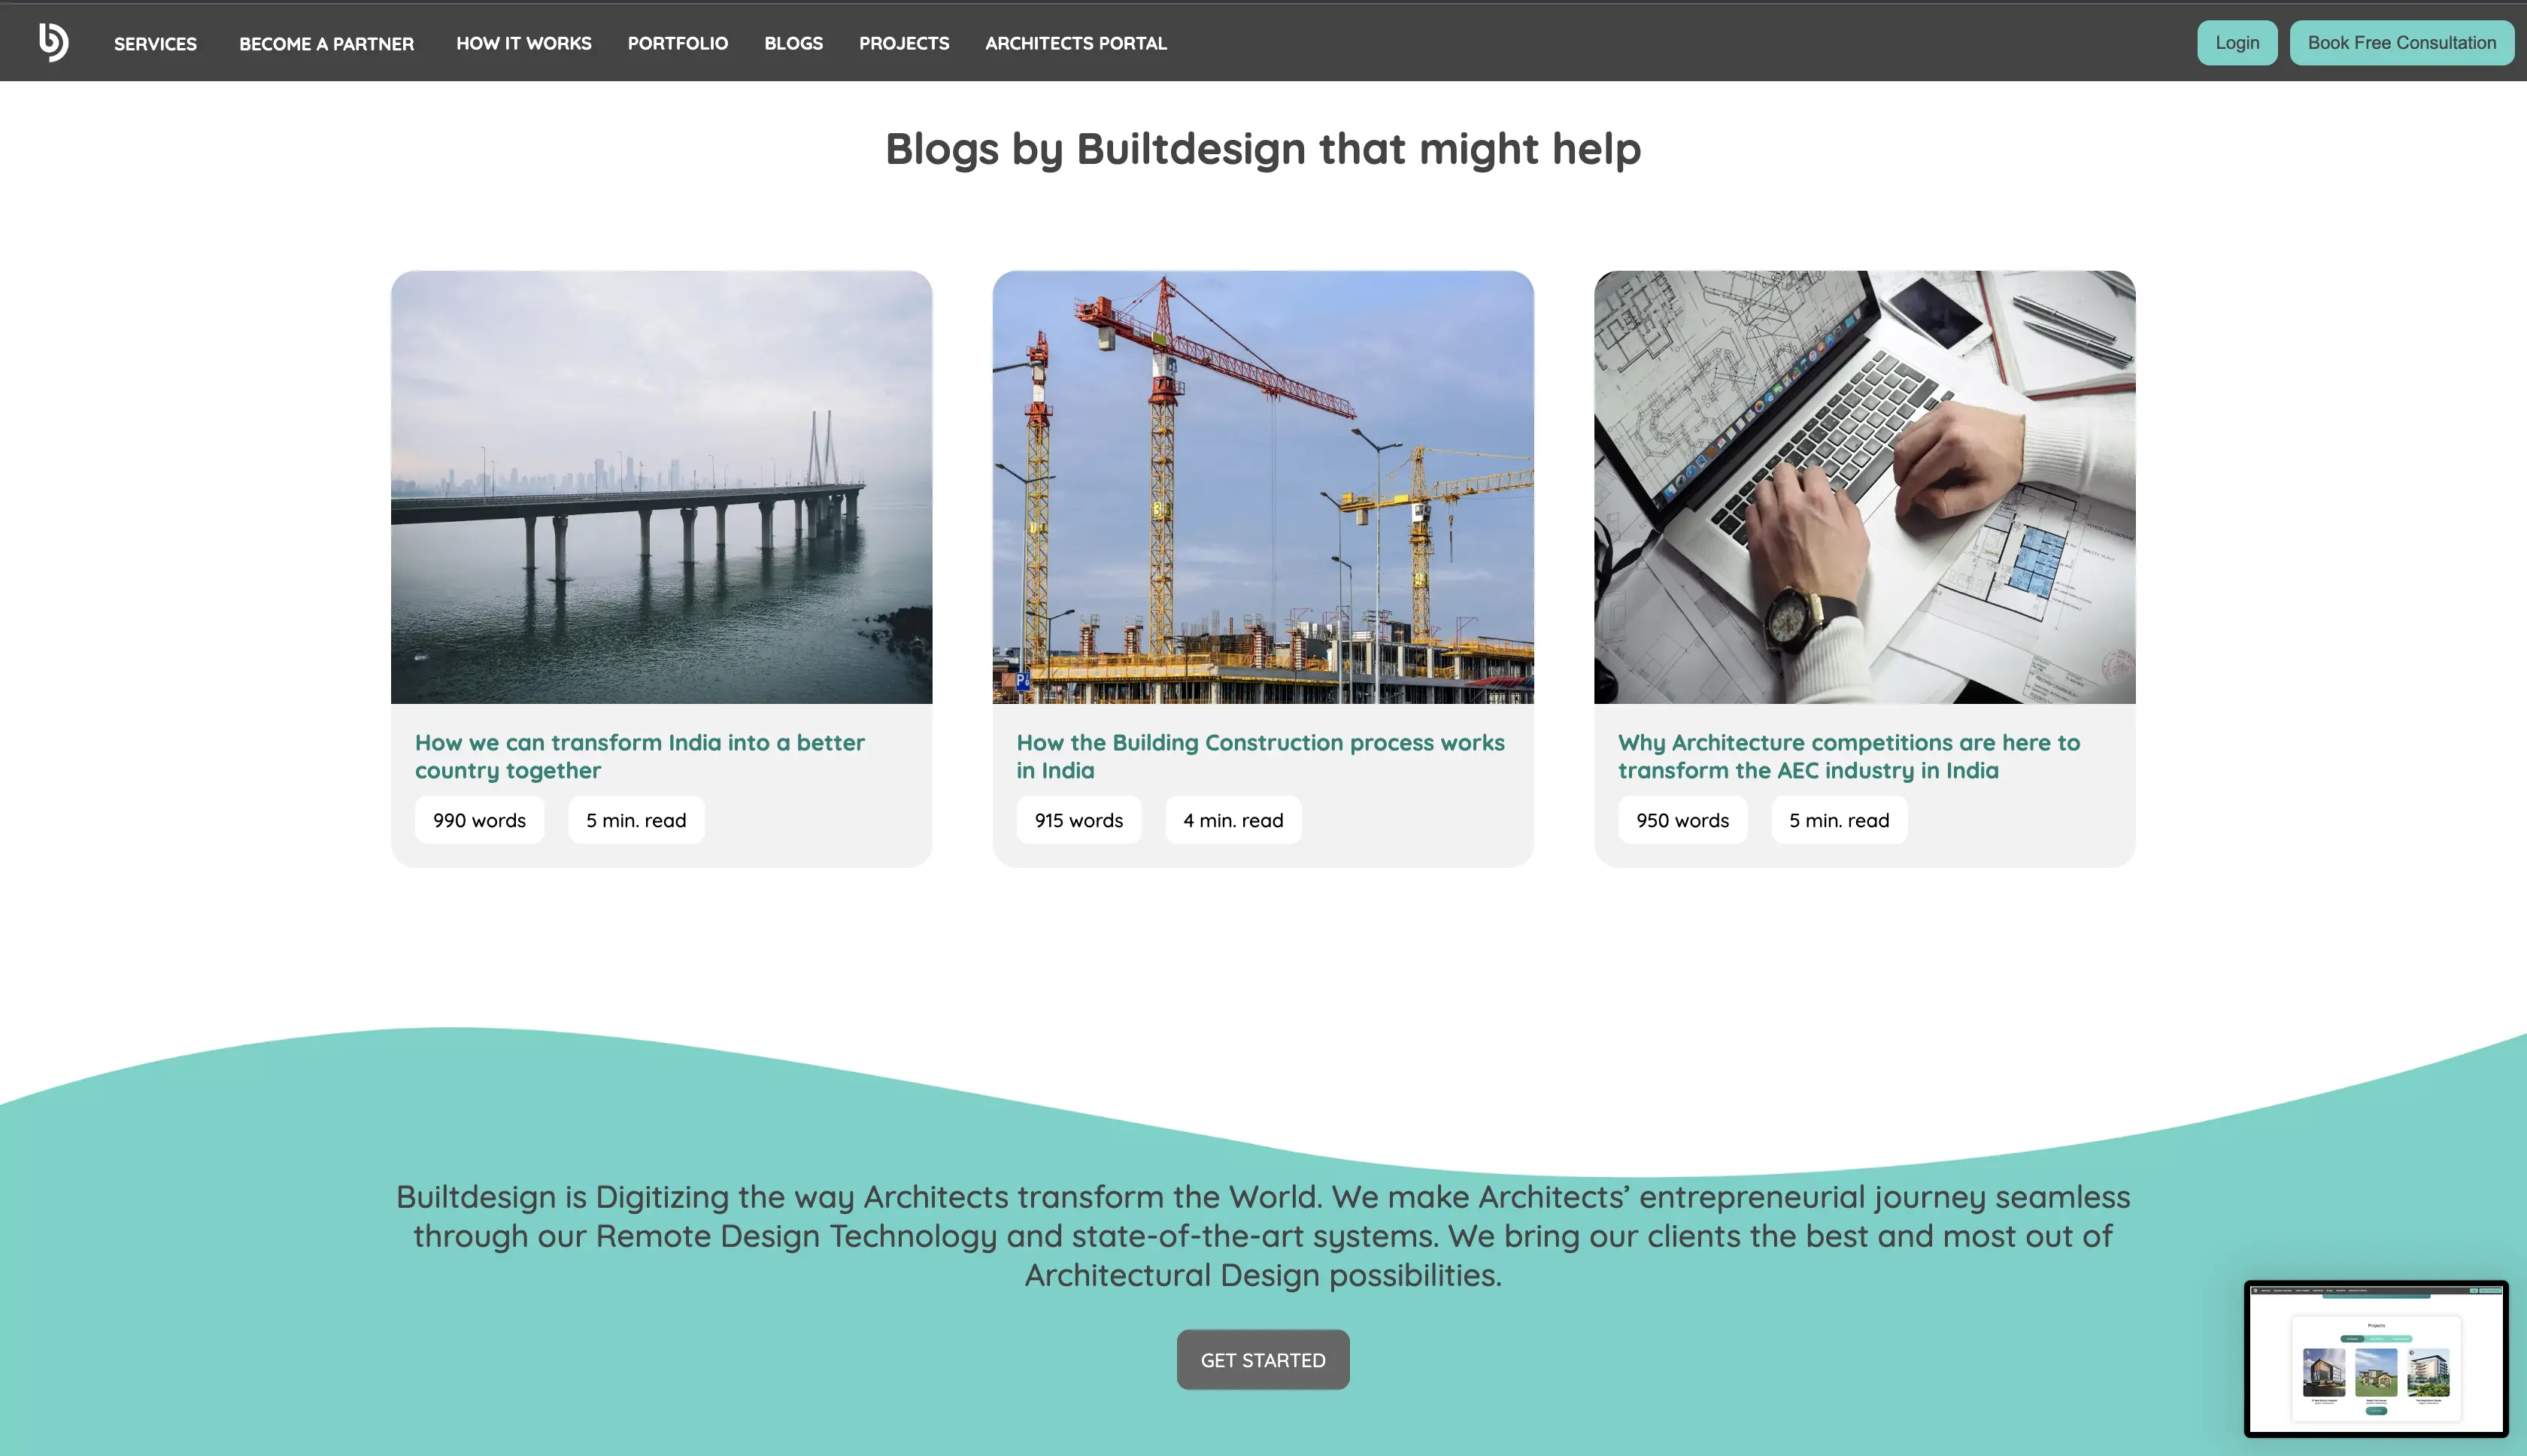 SERVICES
BECOME A PARTNER
HOW IT WORKS
PORTFOLIO
BLOGS
PROJECTS
ARCHITECTS PORTAL
Login
Book Free Consultation
Blogs by Builtdesign that might help
How we can transform India into a better
country together
990 words
5 min. read
How the Building Construction process works
in India
915 words
4 min. read
Why Architecture competitions are here to
transform the AEC industry in India
950 words
5 min. read
Builtdesign is Digitizing the way Architects transform the World. We make Architects’ entrepreneurial journey seamless
through our Remote Design Technology and state-of-the-art systems. We bring our clients the best and most out of
Architectural Design possibilities.
GET STARTED
Projects